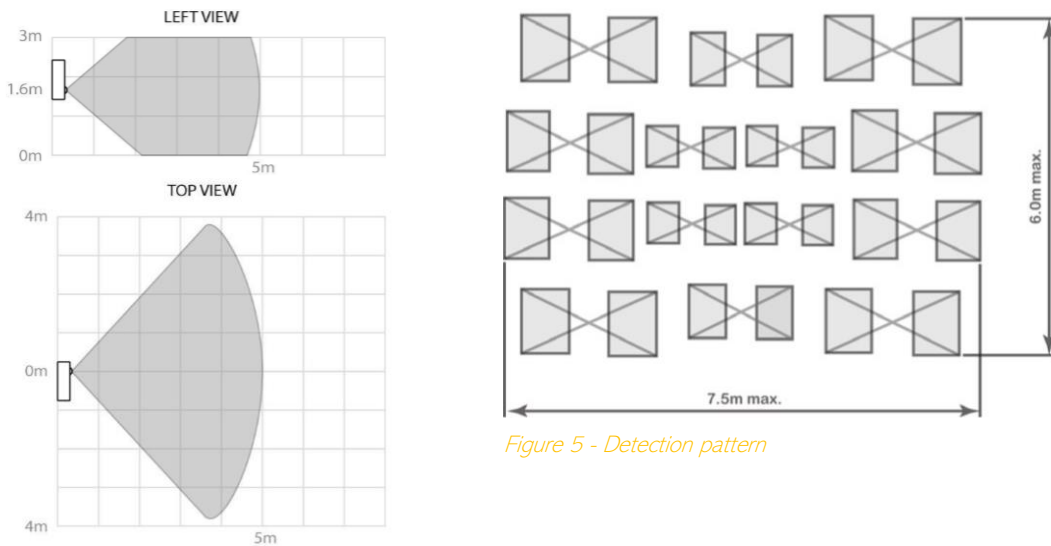 LEFT VIEW
3m
1.6m
0m
5m
TOP VIEW
4m
0m
4m
5m
6.0m max.
7.5m max.
Figure 5 - Detection pattern